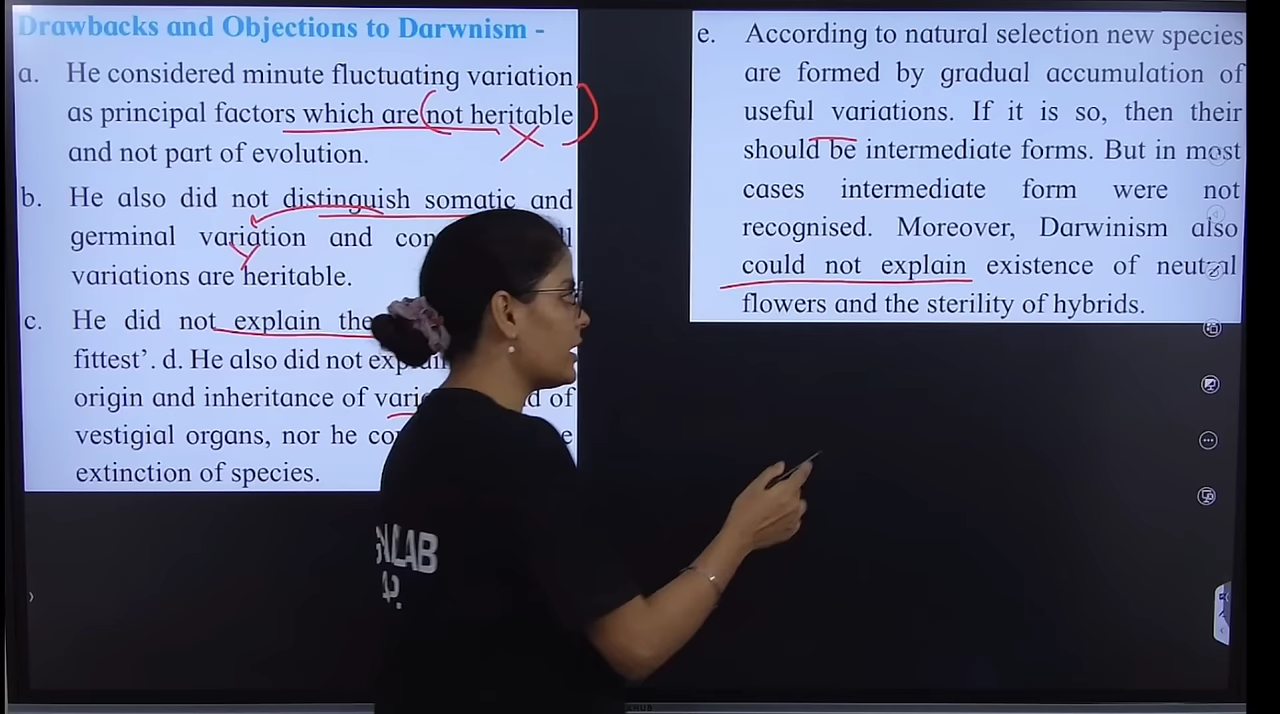 Drawbacks and Objections to Darwnism -
a. He considered minute fluctuating variation
as principal factors which are not heritable
and not part of evolution.
b. He also did not distinguish somatic and
germinal variation and
variations are heritable.
c. He did not explain the
fittest’. d. He also did not
origin and inheritance of of
vestigial organs, nor he
extinction of species.
e. According to natural selection new species
are formed by gradual accumulation of
useful variations. If it is so, then their
should be intermediate forms. But in most
cases intermediate form were not
recognised. Moreover, Darwinism also
could not explain existence of neutral
flowers and the sterility of hybrids.